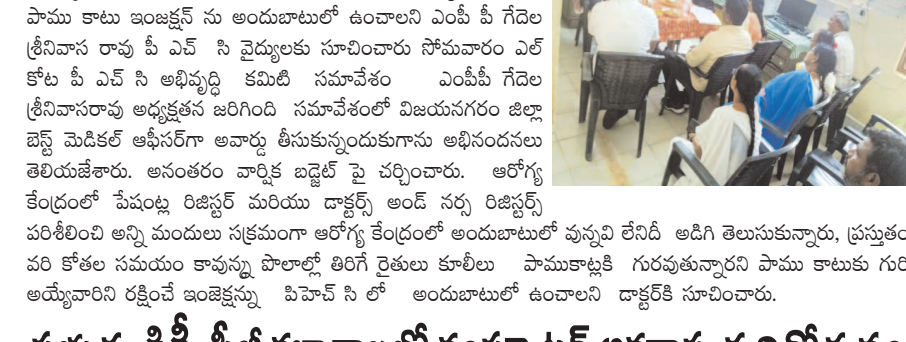 పాము కాటు ఇంజక్షన్ ను అందుబాటులో ఉంచాలని ఎంపీ పీ గేదెల
శ్రీనివాస రావు పీ ఎచ్ సి వైద్యులకు సూచించారు సోమవారం ఎల్
కోట పీ ఎచ్ సి అభివృద్ధి కమిటి సమావేశం ఎంపీపీ గేదెల
శ్రీనివాసరావు అధ్యక్షతన జరిగింది సమావేశంలో విజయనగరం జిల్లా
బెస్ట్ మెడికల్ ఆఫీసర్‌గా అవార్డు తీసుకున్నందుకుగాను అభినందనలు
తెలియజేశారు. అనంతరం వార్షిక బడ్జెట్ పై చర్చించారు. ఆరోగ్య
కేంద్రంలో పేషంట్ల రిజిస్టర్ మరియు డాక్టర్స్ అండ్ నర్స రిజిస్టర్స్
పరిశీలించి అన్ని మందులు సక్రమంగా ఆరోగ్య కేంద్రంలో అందుబాటులో వున్నవి లేనిదీ అడిగి తెలుసుకున్నారు, ప్రస్తుతం
వరి కోతల సమయం కావున్న పొలాల్లో తిరిగే రైతులు కూలీలు పాముకాట్లకి గురవుతున్నారని పాము కాటుకు గురి
అయ్యేవారిని రక్షించే ఇంజెక్షన్ను పిహెచ్ సి లో అందుబాటులో ఉంచాలని డాక్టర్‌కి సూచించారు.